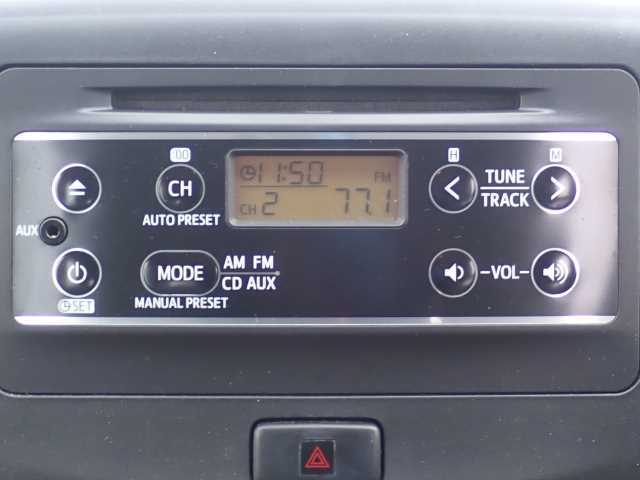 :00
H
M
11:50
FM
CH 2
77.1
CH
AUTO PRESET
TUNE
TRACK
AUX
MODE
AM FM
CD AUX
MANUAL PRESET
SET
-VOL-